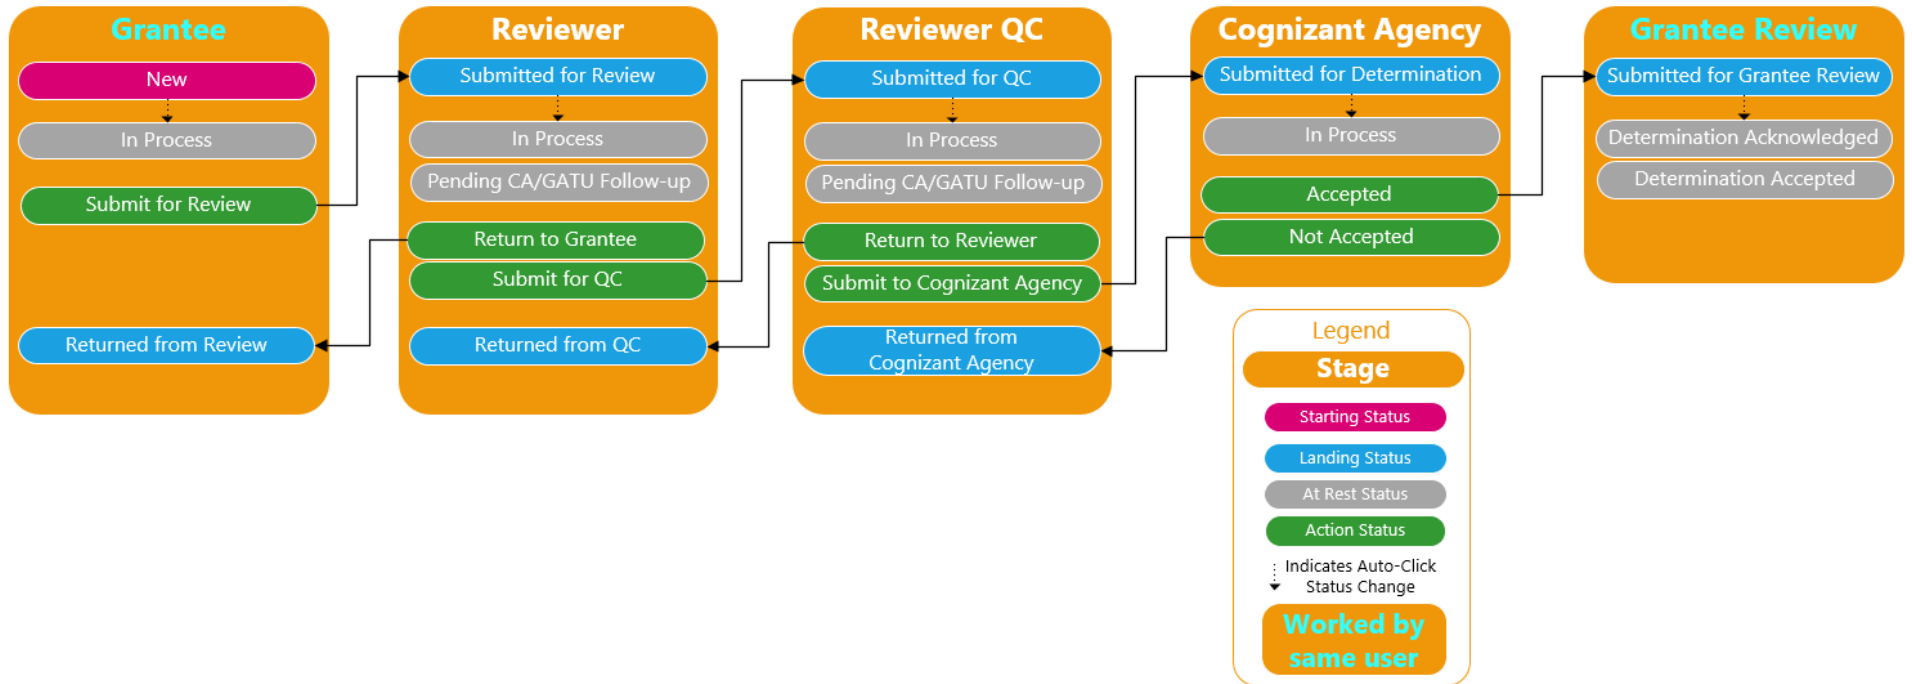 Grantee
New
In Process
Submit for Review
Returned from Review
Reviewer
Submitted for Review
In Process
Pending CA/GATU Follow-up
Return to Grantee
Submit for QC
Returned from QC
Reviewer QC
Submitted for QC
In Process
Pending CA/GATU Follow-up
Return to Reviewer
Submit to Cognizant Agency
Returned from
Cognizant Agency
Cognizant Agency
Submitted for Determination
In Process
Accepted
Not Accepted
Grantee Review
Submitted for Grantee Review
Determination Acknowledged
Determination Accepted
Legend
Stage
Starting Status
Landing Status
At Rest Status
Action Status
Indicates Auto-Click
Status Change
Worked by
same user